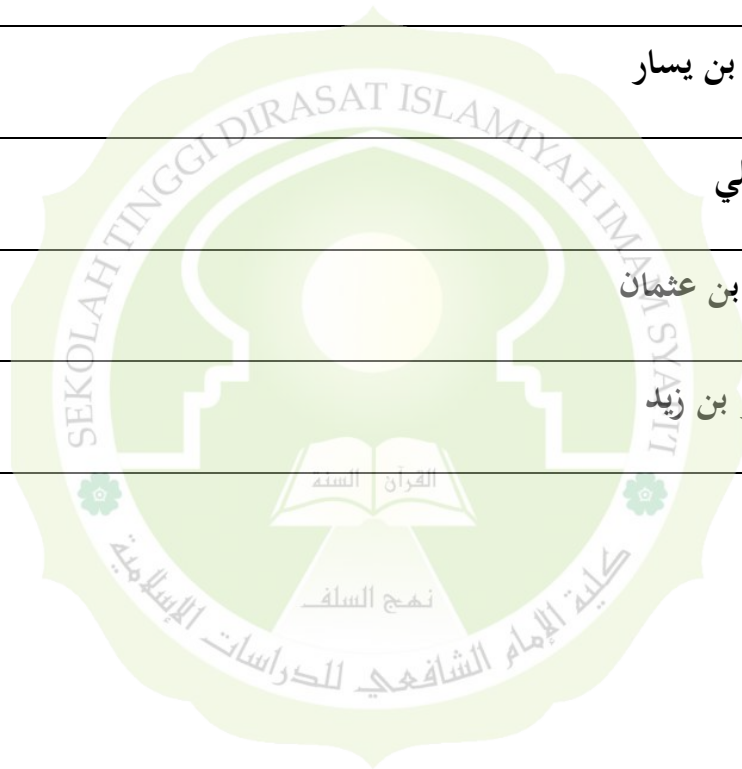 بن يسار
SEKOLAH TINGGI DIRASAT ISLAMIYAH IMAM SYAFI'I
بن عثمان
بن زيد
القرآن السنة
نهج السلف
كلية الإمام الشافعي للدراسات الإسلامية